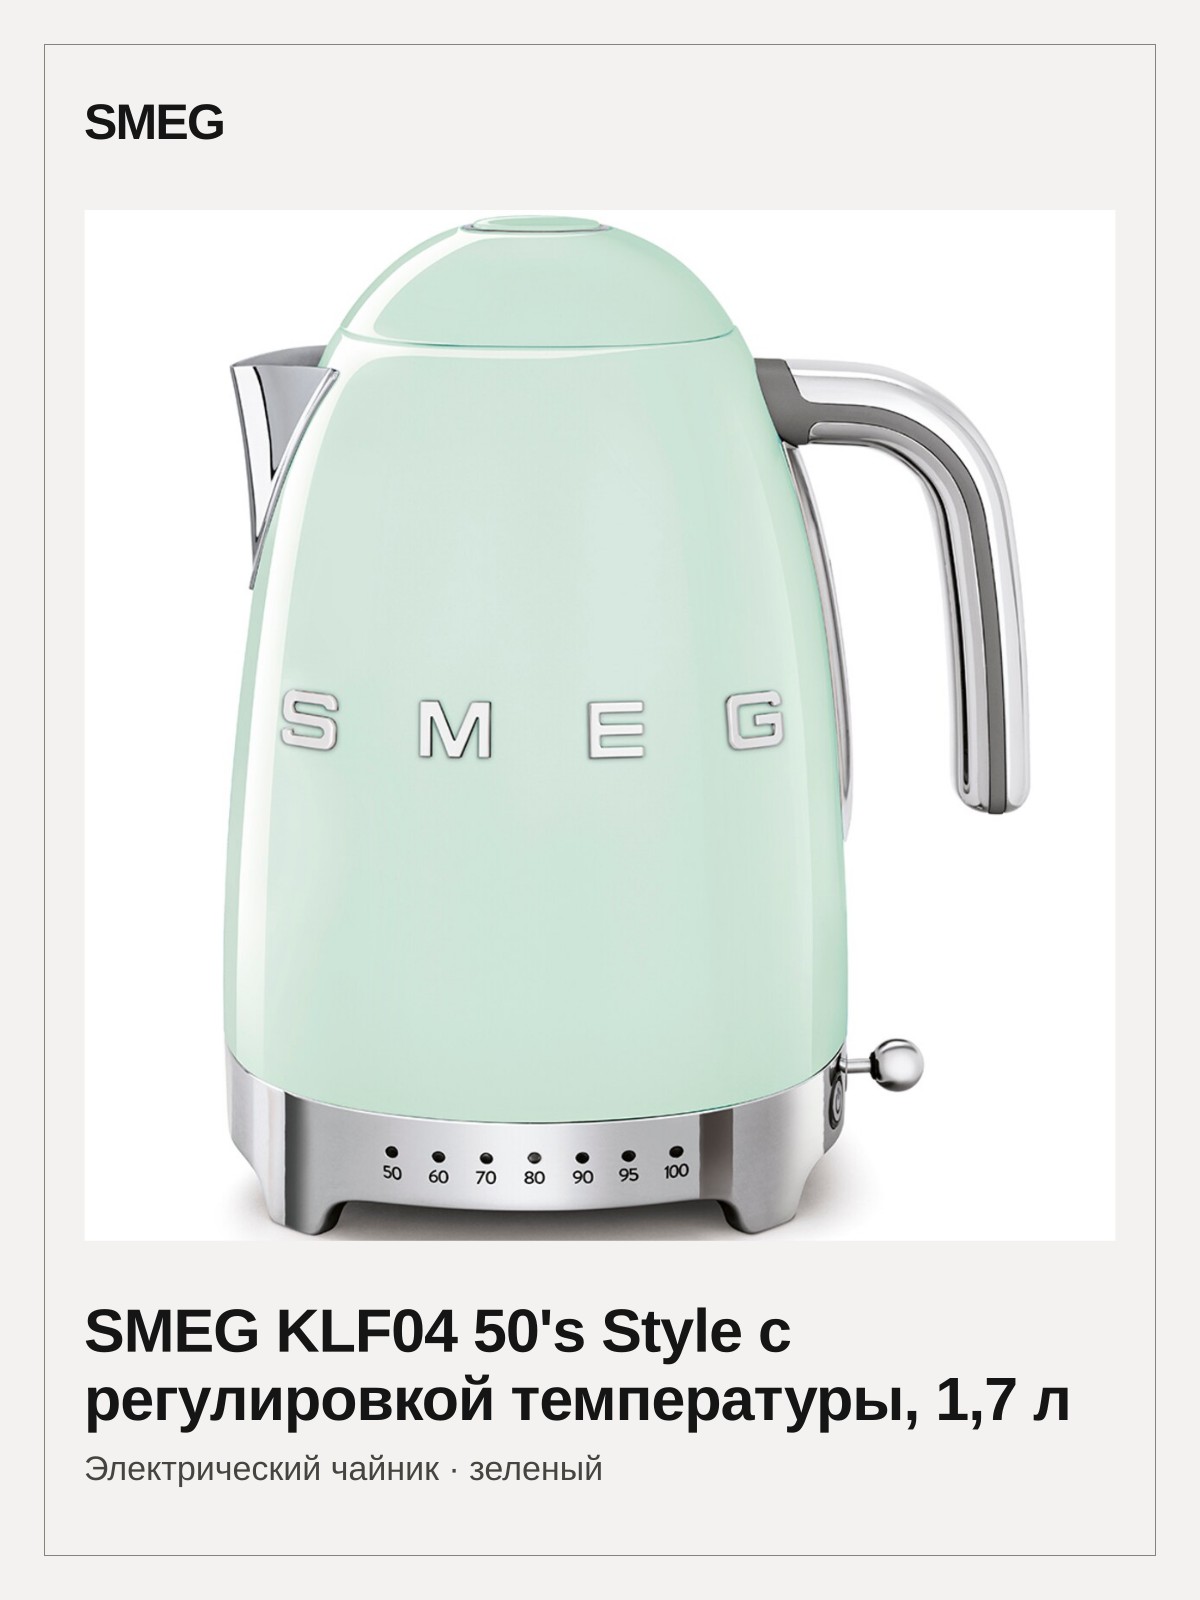 SMEG
S M E G
50 60 70 80 90 95 100
SMEG KLF04 50's Style с
регулировкой температуры, 1,7 л
Электрический чайник · зеленый